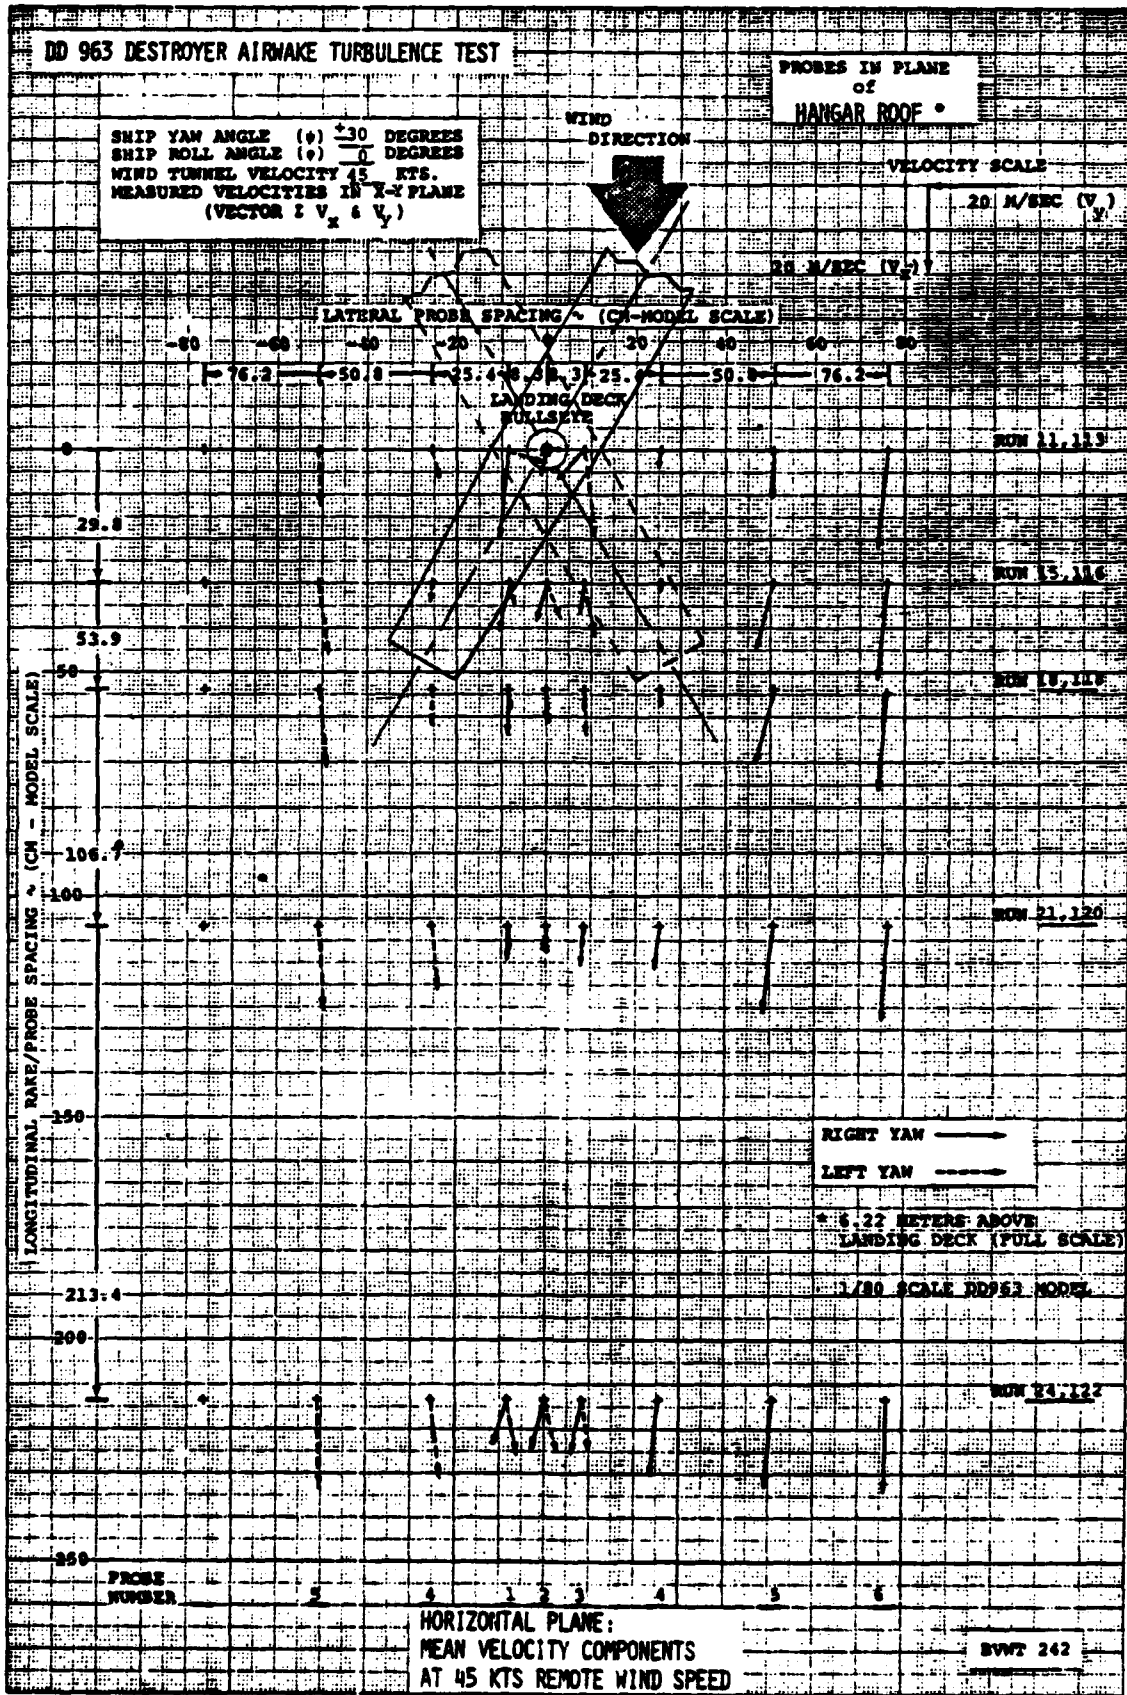 DD 963 DESTROYER AIRWAKE TURBULENCE TEST
PROBES IN PLANE
of
HANGAR ROOF *
SHIP YAW ANGLE (ψ) ±30 DEGREES
SHIP ROLL ANGLE (φ) 0 DEGREES
WIND TUNNEL VELOCITY 45 KTS.
MEASURED VELOCITIES IN X-Y PLANE
(VECTOR Σ Vx & Vy)
WIND
DIRECTION
VELOCITY SCALE
20 M/SEC (Vy)
20 M/SEC (Vx)
LATERAL PROBE SPACING ~ (CM-MODEL SCALE)
-80 -60 -40 -20 20 40 60 80
76.2 50.8 25.4 8.3 8.3 25.4 50.8 76.2
LANDING DECK
BULLSEYE
0
RUN 11,113
29.8
RUN 15,116
53.9
50
RUN 18,118
106.7
100
RUN 21,120
LONGITUDINAL RAKE/PROBE SPACING ~ (CM - MODEL SCALE)
150
RIGHT YAW
LEFT YAW
* 6.22 METERS ABOVE
LANDING DECK (FULL SCALE)
1/80 SCALE DD963 MODEL
213.4
200
RUN 24,122
250
PROBE
NUMBER
5 4 1 2 3 4 5 6
HORIZONTAL PLANE:
MEAN VELOCITY COMPONENTS
AT 45 KTS REMOTE WIND SPEED
BVWT 242